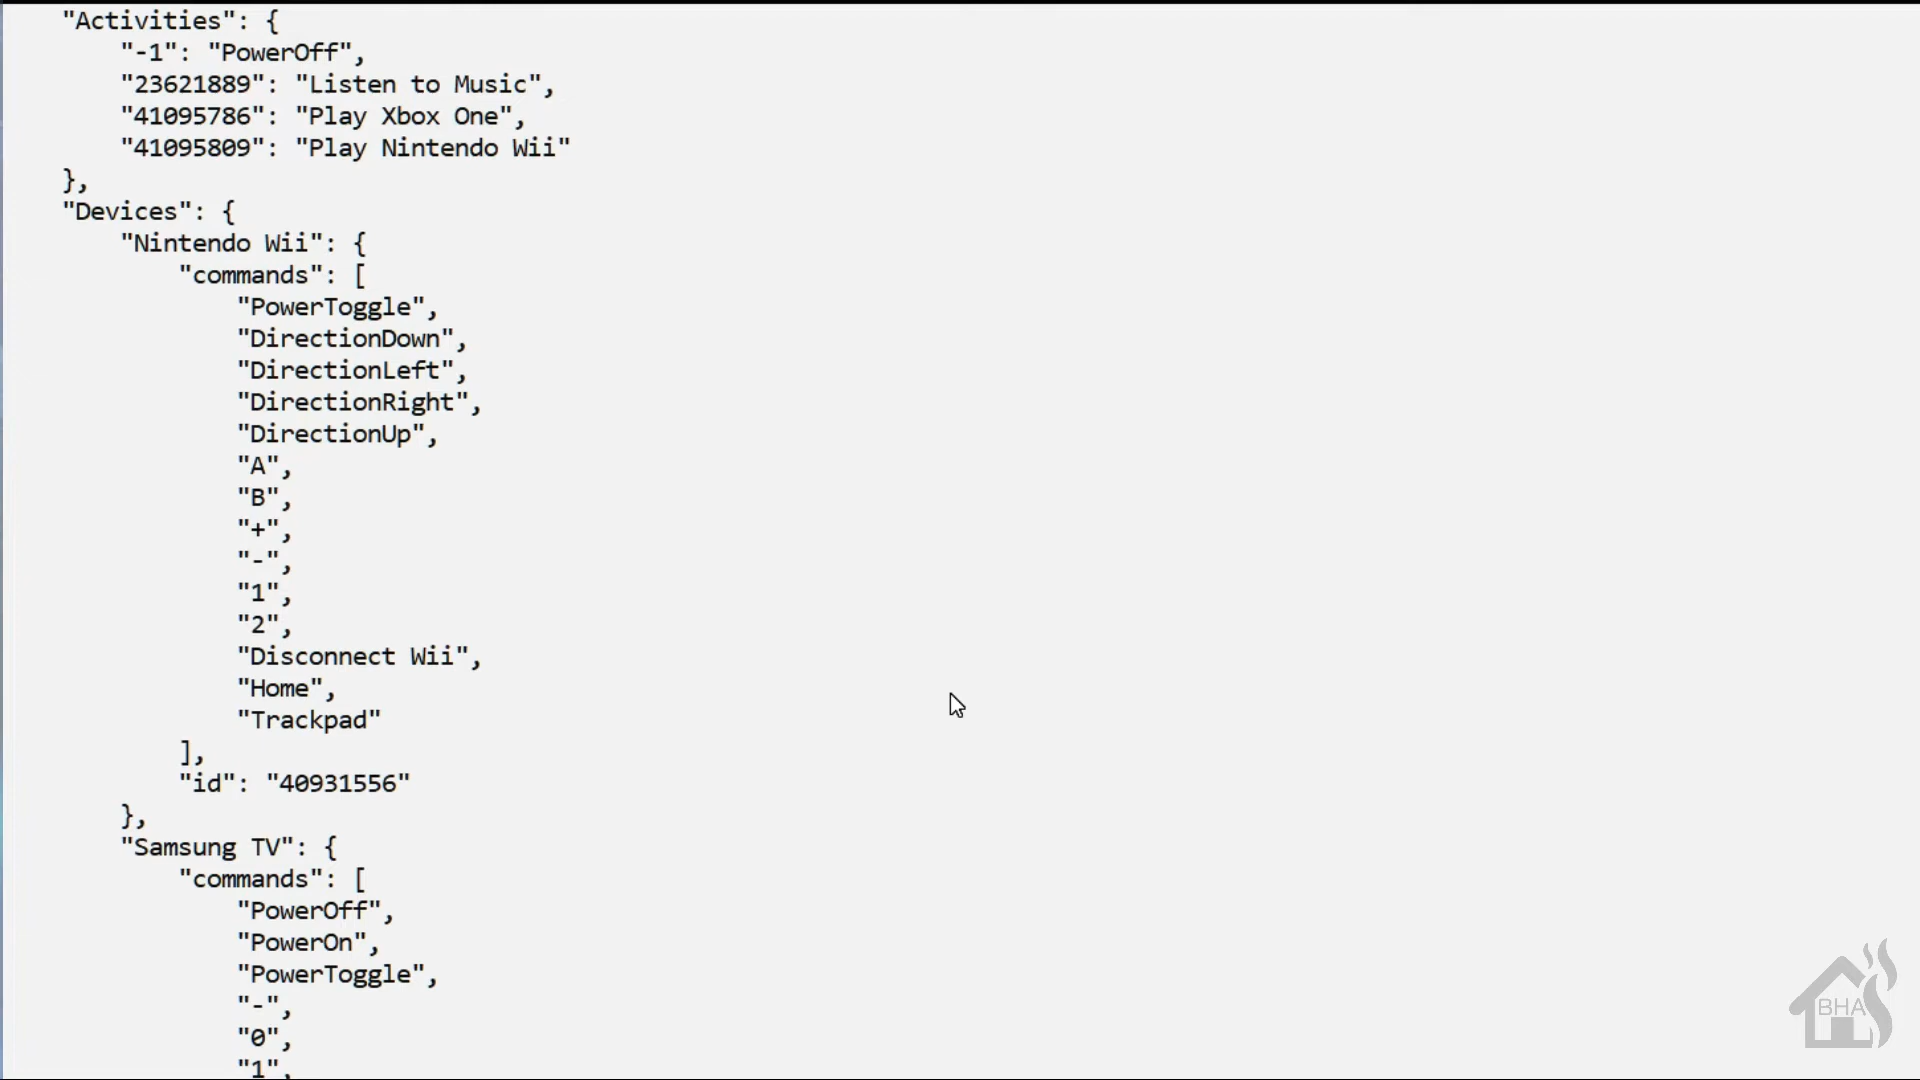 "Activities": {
"-1": "PowerOff",
"23621889": "Listen to Music",
"41095786": "Play Xbox One",
"41095809": "Play Nintendo Wii"
},
"Devices": {
"Nintendo Wii": {
"commands": [
"PowerToggle",
"DirectionDown",
"DirectionLeft",
"DirectionRight",
"DirectionUp",
"A",
"B",
"+",
"-",
"1",
"2",
"Disconnect Wii",
"Home",
"Trackpad"
],
"id": "40931556"
},
"Samsung TV": {
"commands": [
"PowerOff",
"PowerOn",
"PowerToggle",
"-",
"0",
"1",
BHA